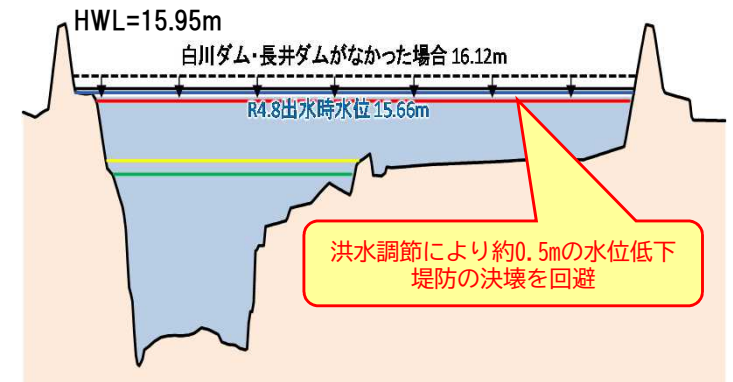 HWL=15.95m
白川ダム・長井ダムがなかった場合 16.12m
R4.8出水時水位 15.66m
洪水調節により約0.5mの水位低下
堤防の決壊を回避